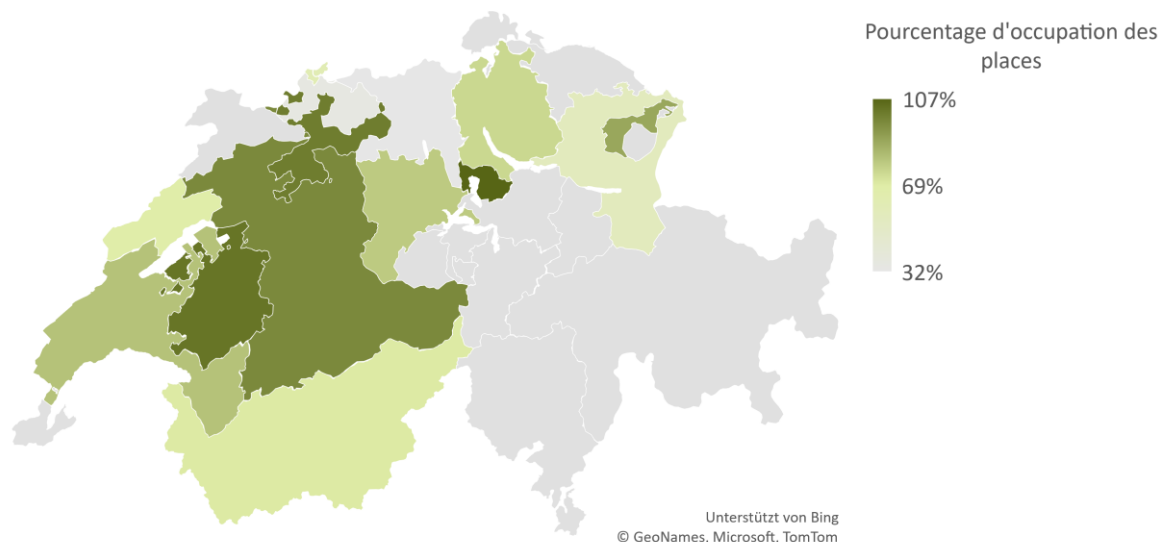 Pourcentage d'occupation des
places
107%
69%
32%
Unterstützt von Bing
© GeoNames, Microsoft, TomTom